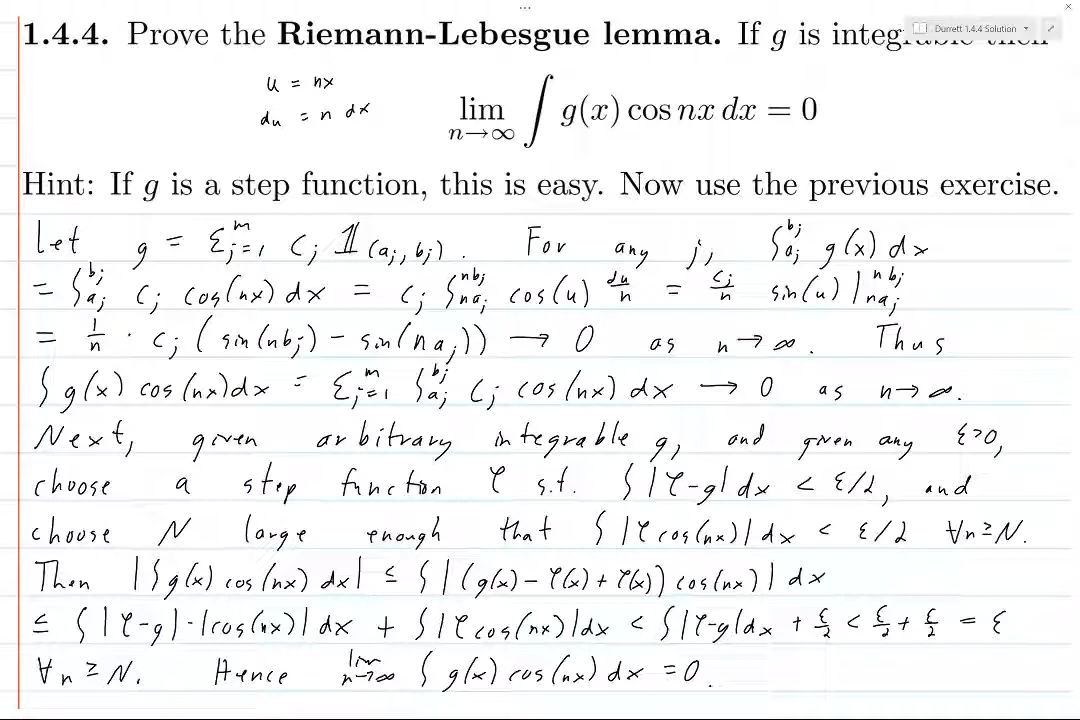 1.4.4. Prove the Riemann-Lebesgue lemma. If g is integrable then
Durrett 1.4.4 Solution
u = nx
du = n dx
lim_{n→∞} ∫ g(x) cos nx dx = 0
Hint: If g is a step function, this is easy. Now use the previous exercise.
Let g = Σ_{j=1}^m c_j 𝟙_{(a_j, b_j)}. For any j, ∫_{a_j}^{b_j} g(x) dx
= ∫_{a_j}^{b_j} c_j cos(nx) dx = c_j ∫_{na_j}^{nb_j} cos(u) du/n = c_j/n sin(u) |_{na_j}^{nb_j}
= 1/n · c_j (sin(nb_j) - sin(na_j)) → 0 as n→∞. Thus
∫ g(x) cos(nx) dx = Σ_{j=1}^m ∫_{a_j}^{b_j} c_j cos(nx) dx → 0 as n→∞.
Next, given arbitrary integrable g, and given any ε>0,
choose a step function φ s.t. ∫ |φ-g| dx < ε/2, and
choose N large enough that ∫ |φ cos(nx)| dx < ε/2 ∀n≥N.
Then |∫ g(x) cos(nx) dx| ≤ ∫ |(g(x) - φ(x) + φ(x)) cos(nx)| dx
≤ ∫ |φ-g|·|cos(nx)| dx + ∫ |φ cos(nx)| dx < ∫ |φ-g| dx + ε/2 < ε/2 + ε/2 = ε
∀n ≥ N. Hence lim_{n→∞} ∫ g(x) cos(nx) dx = 0.